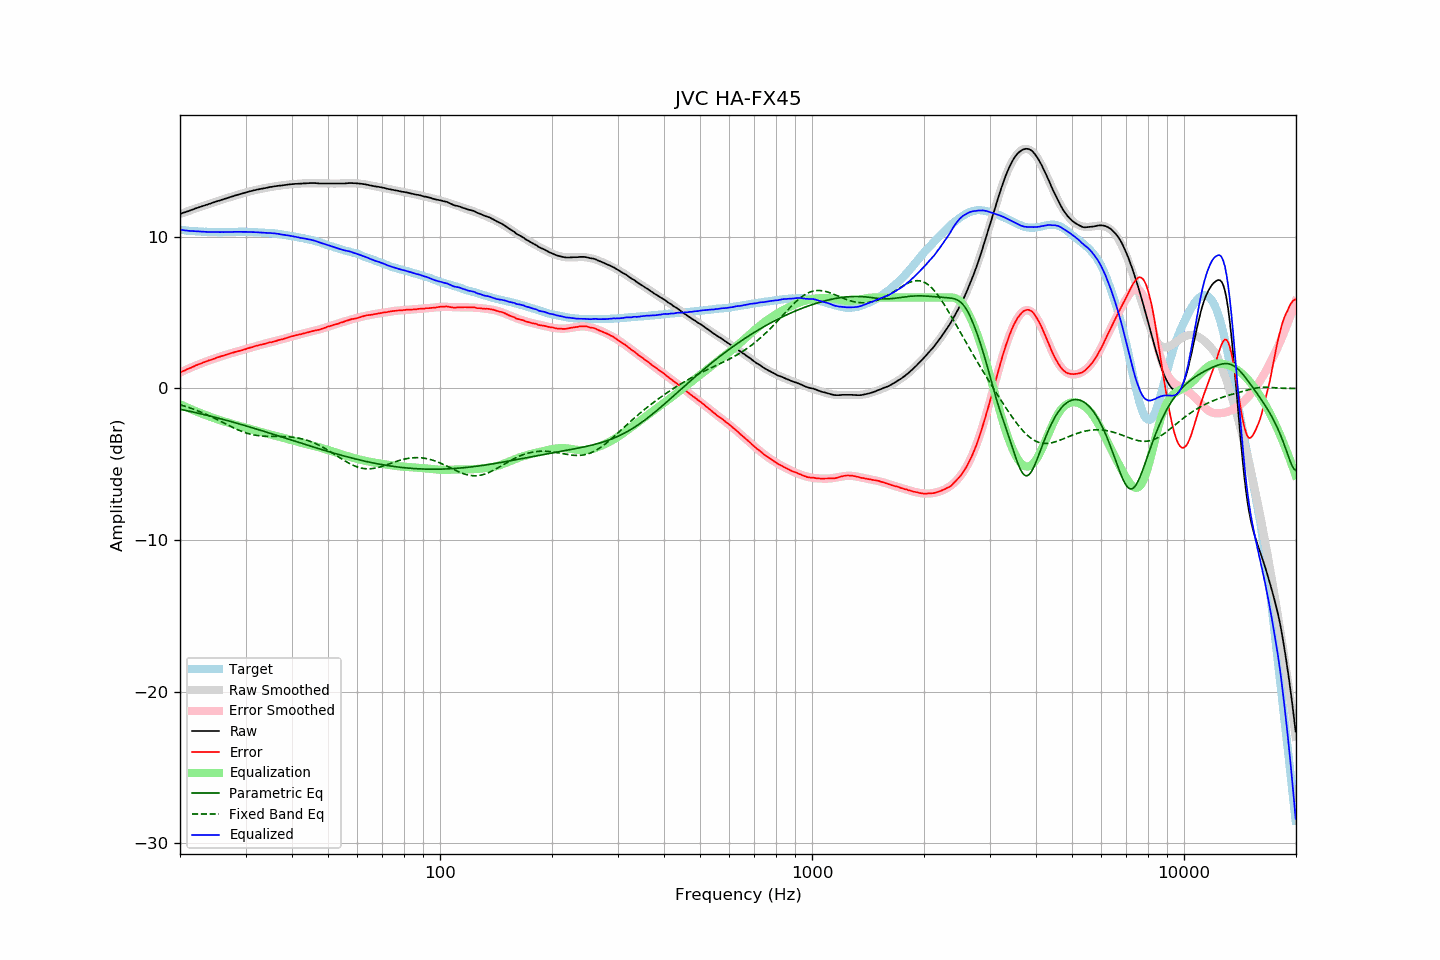 JVC HA-FX45
Amplitude (dBr)
10
0
−10
−20
−30
Target
Raw Smoothed
Error Smoothed
Raw
Error
Equalization
Parametric Eq
Fixed Band Eq
Equalized
100
1000
10000
Frequency (Hz)